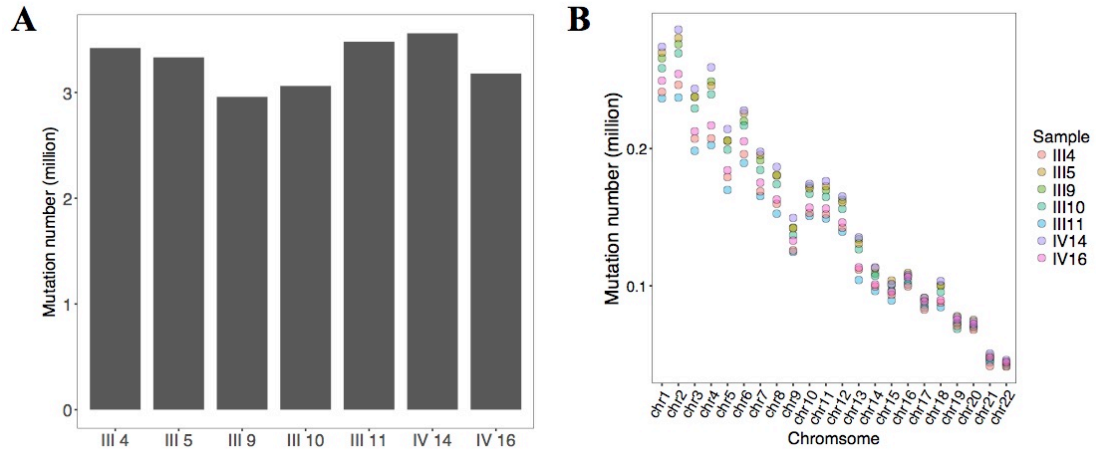 A
Mutation number (million)
3
2
1
0
III 4 III 5 III 9 III 10 III 11 IV 14 IV 16
B
Mutation number (million)
0.2
0.1
chr1 chr2 chr3 chr4 chr5 chr6 chr7 chr8 chr9 chr10 chr11 chr12 chr13 chr14 chr15 chr16 chr17 chr18 chr19 chr20 chr21 chr22
Chromsome
Sample
III4
III5
III9
III10
III11
IV14
IV16